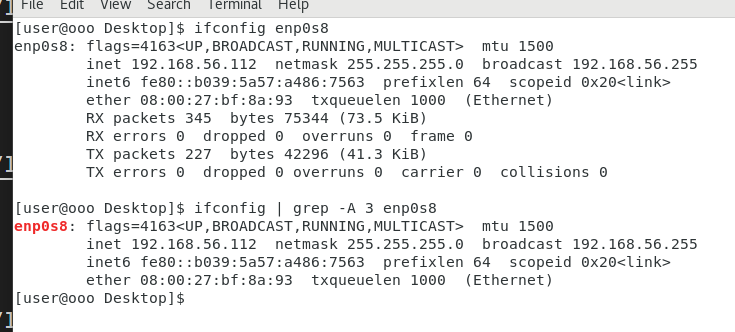 File Edit View Search Terminal Help
[user@ooo Desktop]$ ifconfig enp0s8
enp0s8: flags=4163<UP,BROADCAST,RUNNING,MULTICAST>  mtu 1500
        inet 192.168.56.112  netmask 255.255.255.0  broadcast 192.168.56.255
        inet6 fe80::b039:5a57:a486:7563  prefixlen 64  scopeid 0x20<link>
        ether 08:00:27:bf:8a:93  txqueuelen 1000  (Ethernet)
        RX packets 345  bytes 75344 (73.5 KiB)
        RX errors 0  dropped 0  overruns 0  frame 0
        TX packets 227  bytes 42296 (41.3 KiB)
        TX errors 0  dropped 0 overruns 0  carrier 0  collisions 0

[user@ooo Desktop]$ ifconfig | grep -A 3 enp0s8
enp0s8: flags=4163<UP,BROADCAST,RUNNING,MULTICAST>  mtu 1500
        inet 192.168.56.112  netmask 255.255.255.0  broadcast 192.168.56.255
        inet6 fe80::b039:5a57:a486:7563  prefixlen 64  scopeid 0x20<link>
        ether 08:00:27:bf:8a:93  txqueuelen 1000  (Ethernet)
[user@ooo Desktop]$